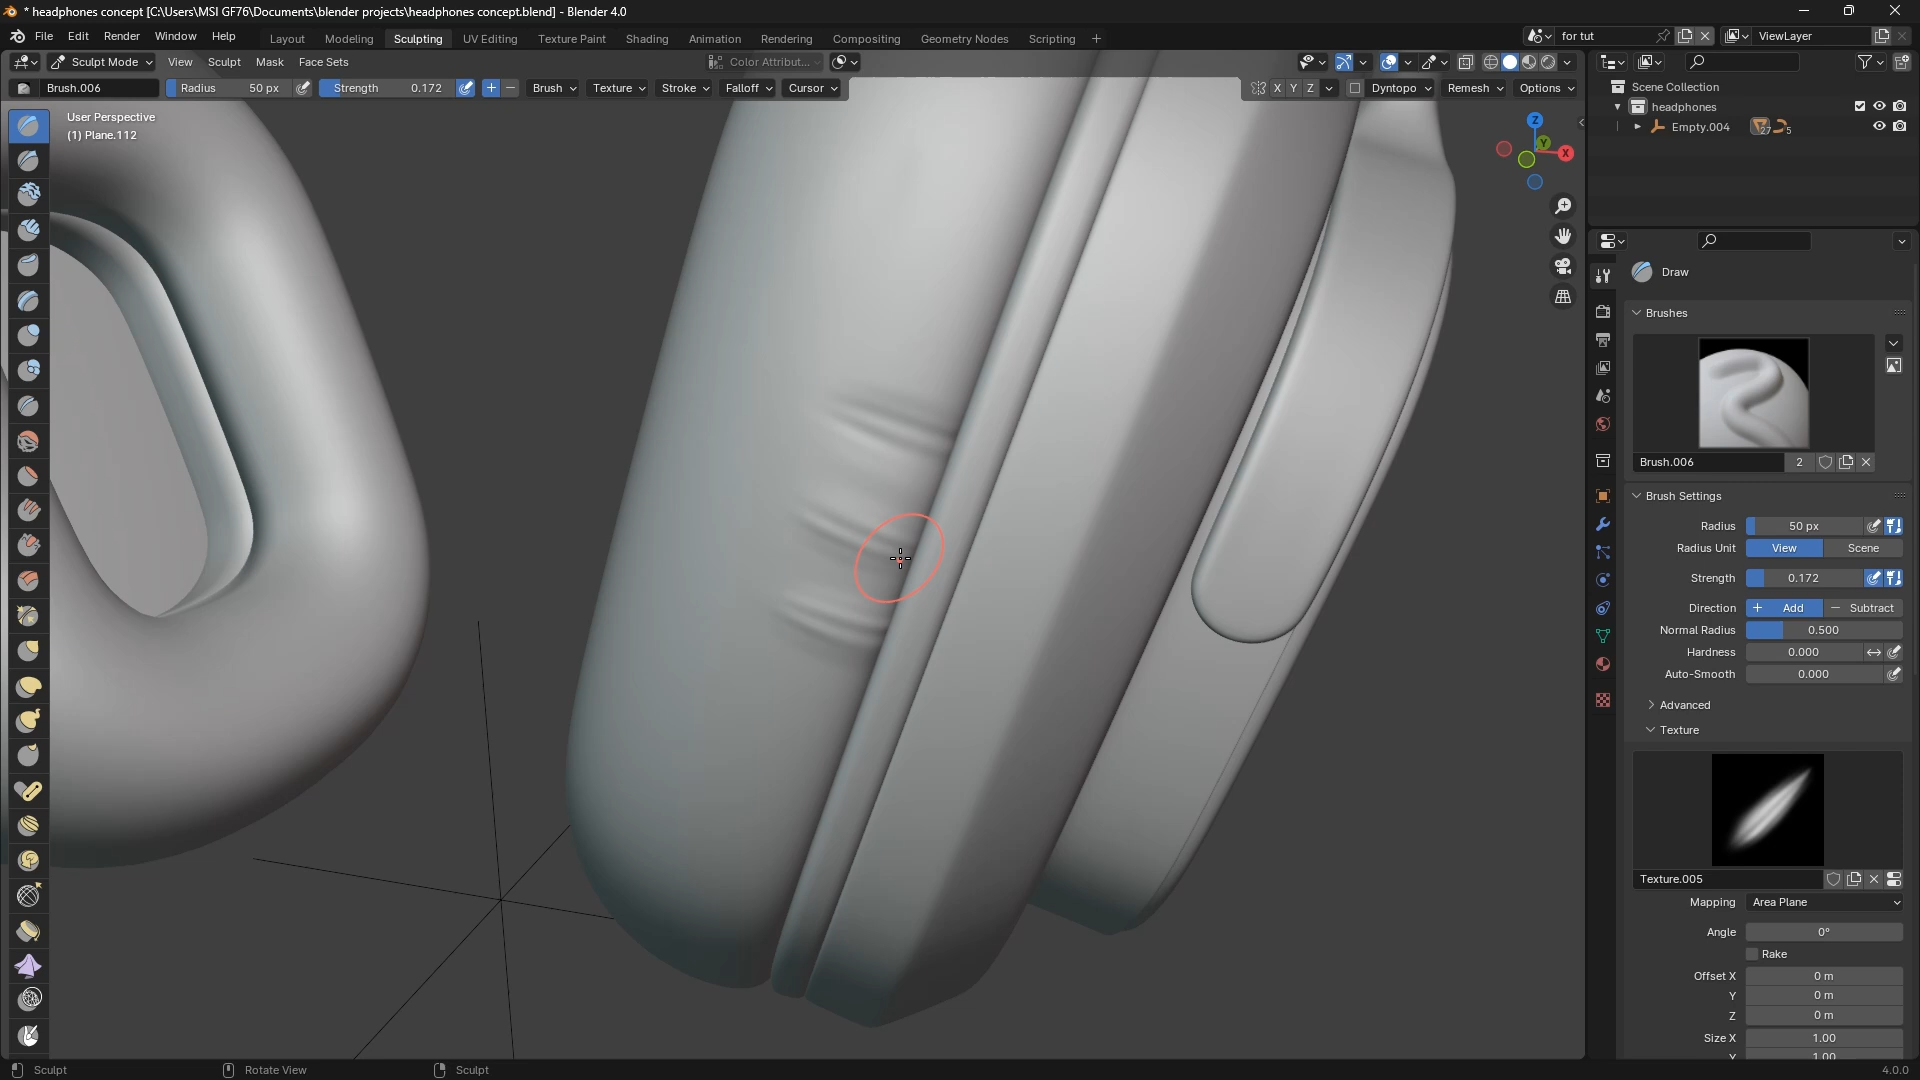 * headphones concept [C:\Users\MSI GF76\Documents\blender projects\headphones concept.blend] - Blender 4.0
File Edit Render Window Help Layout Modeling Sculpting UV Editing Texture Paint Shading Animation Rendering Compositing Geometry Nodes Scripting + for tut ViewLayer
Sculpt Mode View Sculpt Mask Face Sets Color Attribut...
Brush.006 Radius 50 px Strength 0.172 Brush Texture Stroke Falloff Cursor X Y Z Dyntopo Remesh Options
User Perspective
(1) Plane.112
Z
Y
X
Scene Collection
headphones
Empty.004 27 5
Draw
Brushes
Brush.006 2
Brush Settings
Radius 50 px
Radius Unit View Scene
Strength 0.172
Direction + Add − Subtract
Normal Radius 0.500
Hardness 0.000
Auto-Smooth 0.000
Advanced
Texture
Texture.005
Mapping Area Plane
Angle 0°
Rake
Offset X 0 m
Y 0 m
Z 0 m
Size X 1.00
Y 1.00
Sculpt Rotate View Sculpt 4.0.0